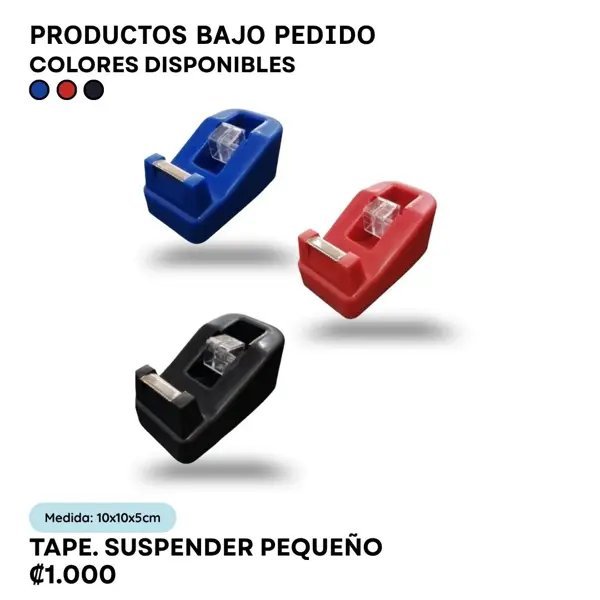 PRODUCTOS BAJO PEDIDO
COLORES DISPONIBLES
Medida: 10x10x5cm
TAPE. SUSPENDER PEQUEÑO
₡1.000